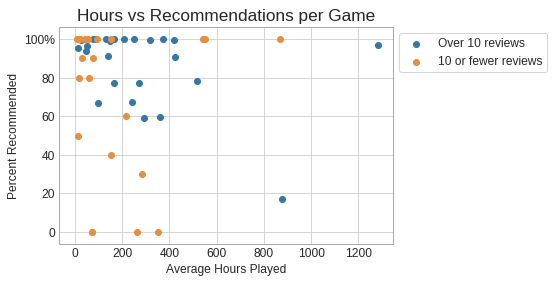 Hours vs Recommendations per Game
Over 10 reviews
10 or fewer reviews
Percent Recommended
100%
80
60
40
20
0
0 200 400 600 800 1000 1200
Average Hours Played